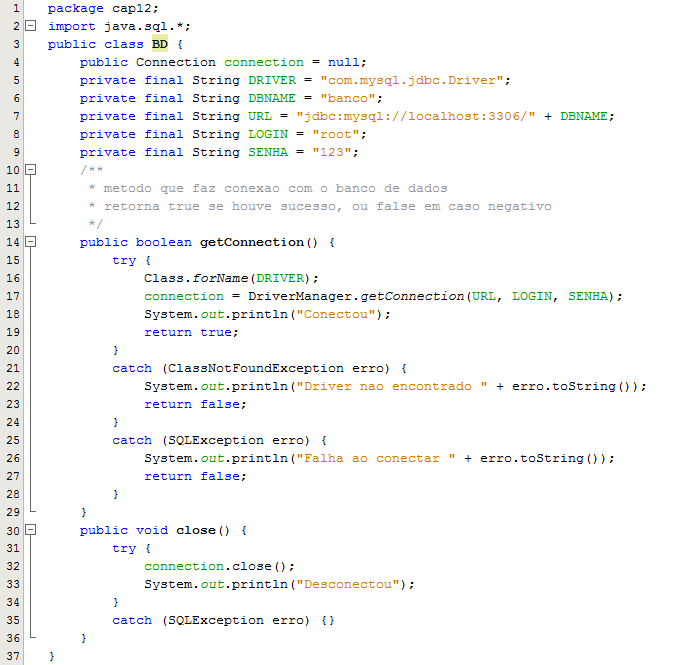 1 package cap12;
2 import java.sql.*;
3 public class BD {
4     public Connection connection = null;
5     private final String DRIVER = "com.mysql.jdbc.Driver";
6     private final String DBNAME = "banco";
7     private final String URL = "jdbc:mysql://localhost:3306/" + DBNAME;
8     private final String LOGIN = "root";
9     private final String SENHA = "123";
10     /**
11      * metodo que faz conexao com o banco de dados
12      * retorna true se houve sucesso, ou false em caso negativo
13      */
14     public boolean getConnection() {
15         try {
16             Class.forName(DRIVER);
17             connection = DriverManager.getConnection(URL, LOGIN, SENHA);
18             System.out.println("Conectou");
19             return true;
20         }
21         catch (ClassNotFoundException erro) {
22             System.out.println("Driver nao encontrado " + erro.toString());
23             return false;
24         }
25         catch (SQLException erro) {
26             System.out.println("Falha ao conectar " + erro.toString());
27             return false;
28         }
29     }
30     public void close() {
31         try {
32             connection.close();
33             System.out.println("Desconectou");
34         }
35         catch (SQLException erro) {}
36     }
37 }